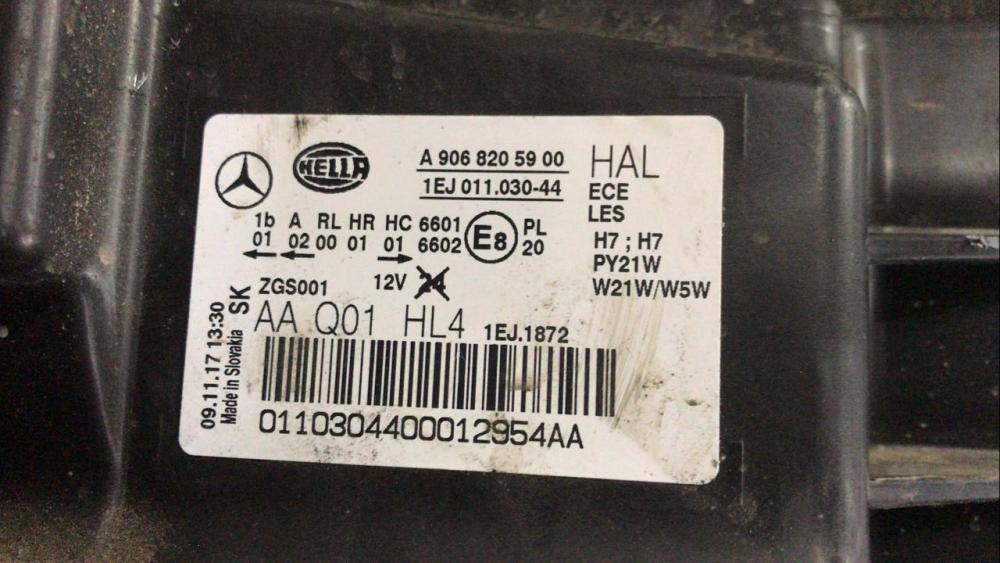 HELLA
A 906 820 59 00
1EJ 011.030-44
HAL
ECE
LES
1b A RL HR HC 6601
01 02 00 01 01 6602
E8
PL
20
H7 ; H7
PY21W
W21W/W5W
ZGS001 12V 24
AA Q01 HL4 1EJ.1872
09.11.17 13:30 SK
Made in Slovakia
0110304400012954AA